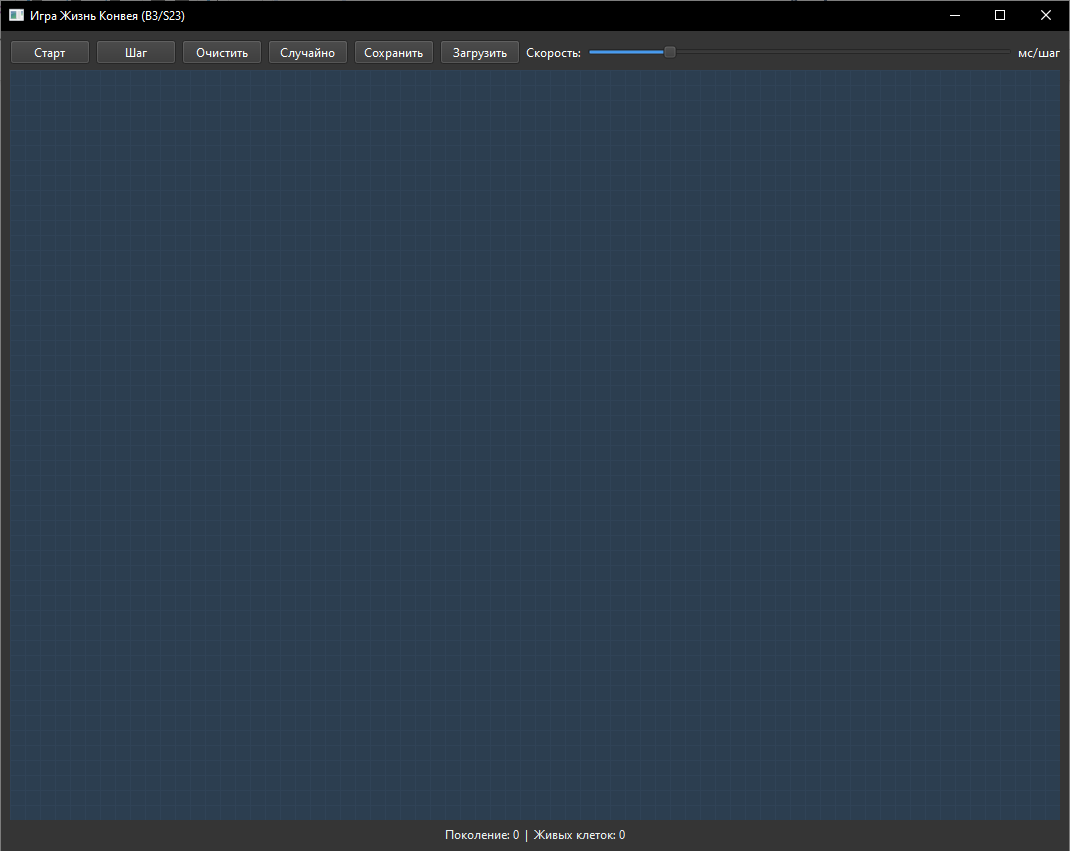 Игра Жизнь Конвея (B3/S23)
Старт Шаг Очистить Случайно Сохранить Загрузить Скорость: мс/шаг
Поколение: 0 | Живых клеток: 0